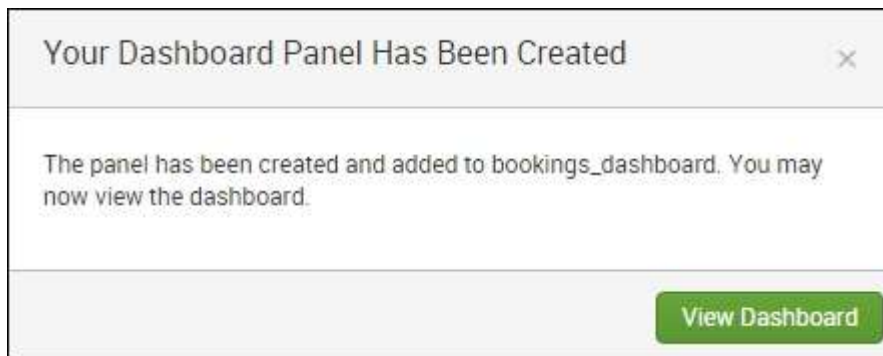 Your Dashboard Panel Has Been Created
The panel has been created and added to bookings_dashboard. You may
now view the dashboard.
View Dashboard